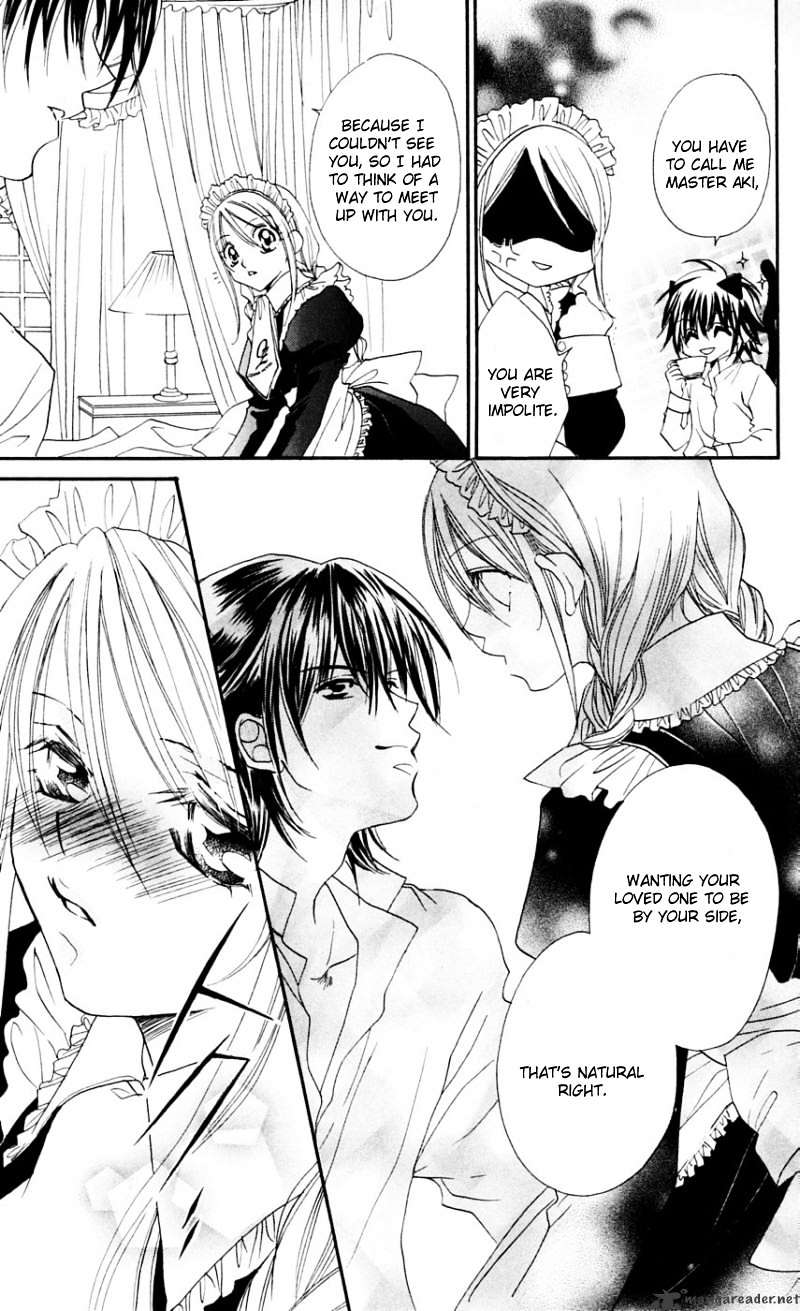 YOU HAVE
TO CALL ME
MASTER AKI,
YOU ARE
VERY
IMPOLITE.
BECAUSE I
COULDN'T SEE
YOU, SO I HAD
TO THINK OF A
WAY TO MEET
UP WITH YOU.
WANTING YOUR
LOVED ONE TO BE
BY YOUR SIDE,
THAT'S NATURAL
RIGHT.
mangareader.net